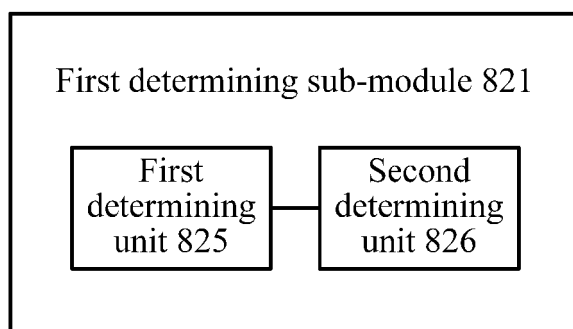 First determining sub-module 821
First
determining
unit 825
Second
determining
unit 826